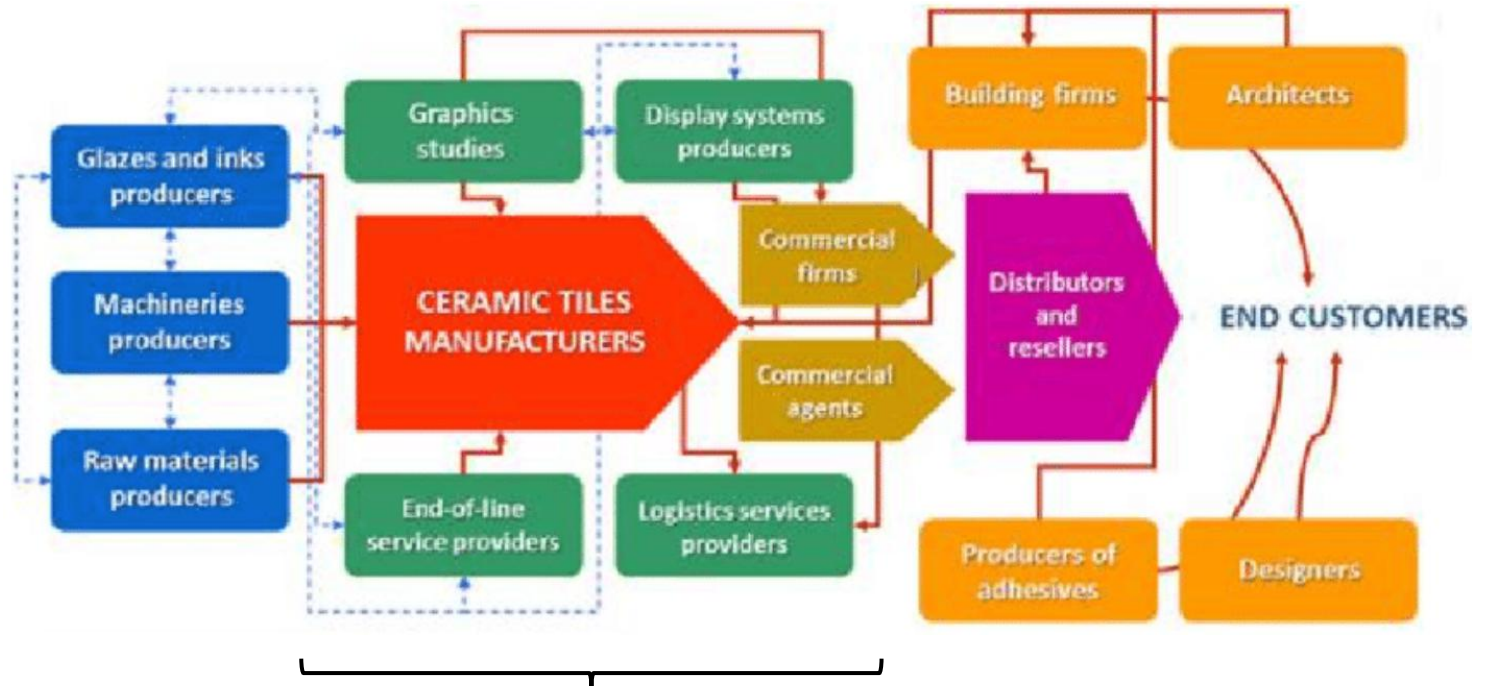 Graphics
studies
Display systems
producers
Building firms
Architects
Glazes and inks
producers
Commercial
firms
Machineries
producers
CERAMIC TILES
MANUFACTURERS
Distributors
and
resellers
END CUSTOMERS
Commercial
agents
Raw materials
producers
End-of-line
service providers
Logistics services
providers
Producers of
adhesives
Designers